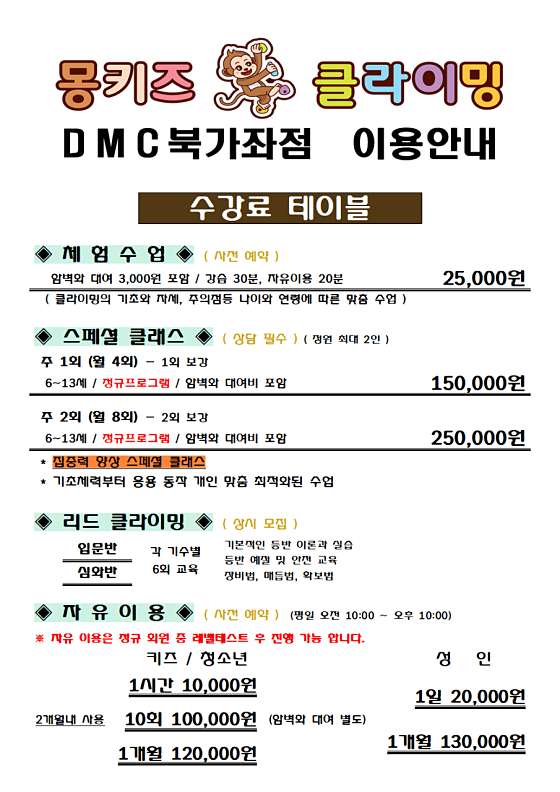 몽키즈 클라이밍
DMC북가좌점 이용안내
수강료 테이블
◈ 체 험 수 업 ◈ ( 사전 예약 )
암벽화 대여 3,000원 포함 / 강습 30분, 자유이용 20분 25,000원
( 클라이밍의 기초와 자세, 주의점등 나이와 연령에 따른 맞춤 수업 )
◈ 스페셜 클래스 ◈ ( 상담 필수 ) ( 정원 최대 2인 )
주 1회 (월 4회) - 1회 보강
6~13세 / 정규프로그램 / 암벽화 대여비 포함 150,000원
주 2회 (월 8회) - 2회 보강
6~13세 / 정규프로그램 / 암벽화 대여비 포함 250,000원
* 집중력 향상 스페셜 클래스
* 기초체력부터 응용 동작 개인 맞춤 최적화된 수업
◈ 리드 클라이밍 ◈ ( 상시 모집 )
입문반
심화반
각 기수별
6회 교육
기본적인 등반 이론과 실습
등반 예절 및 안전 교육
장비법, 매듭법, 확보법
◈ 자 유 이 용 ◈ ( 사전 예약 ) (평일 오전 10:00 ~ 오후 10:00)
※ 자유 이용은 정규 회원 중 레벨테스트 후 진행 가능 합니다.
키즈 / 청소년 성 인
1시간 10,000원 1일 20,000원
2개월내 사용 10회 100,000원 (암벽화 대여 별도)
1개월 120,000원 1개월 130,000원